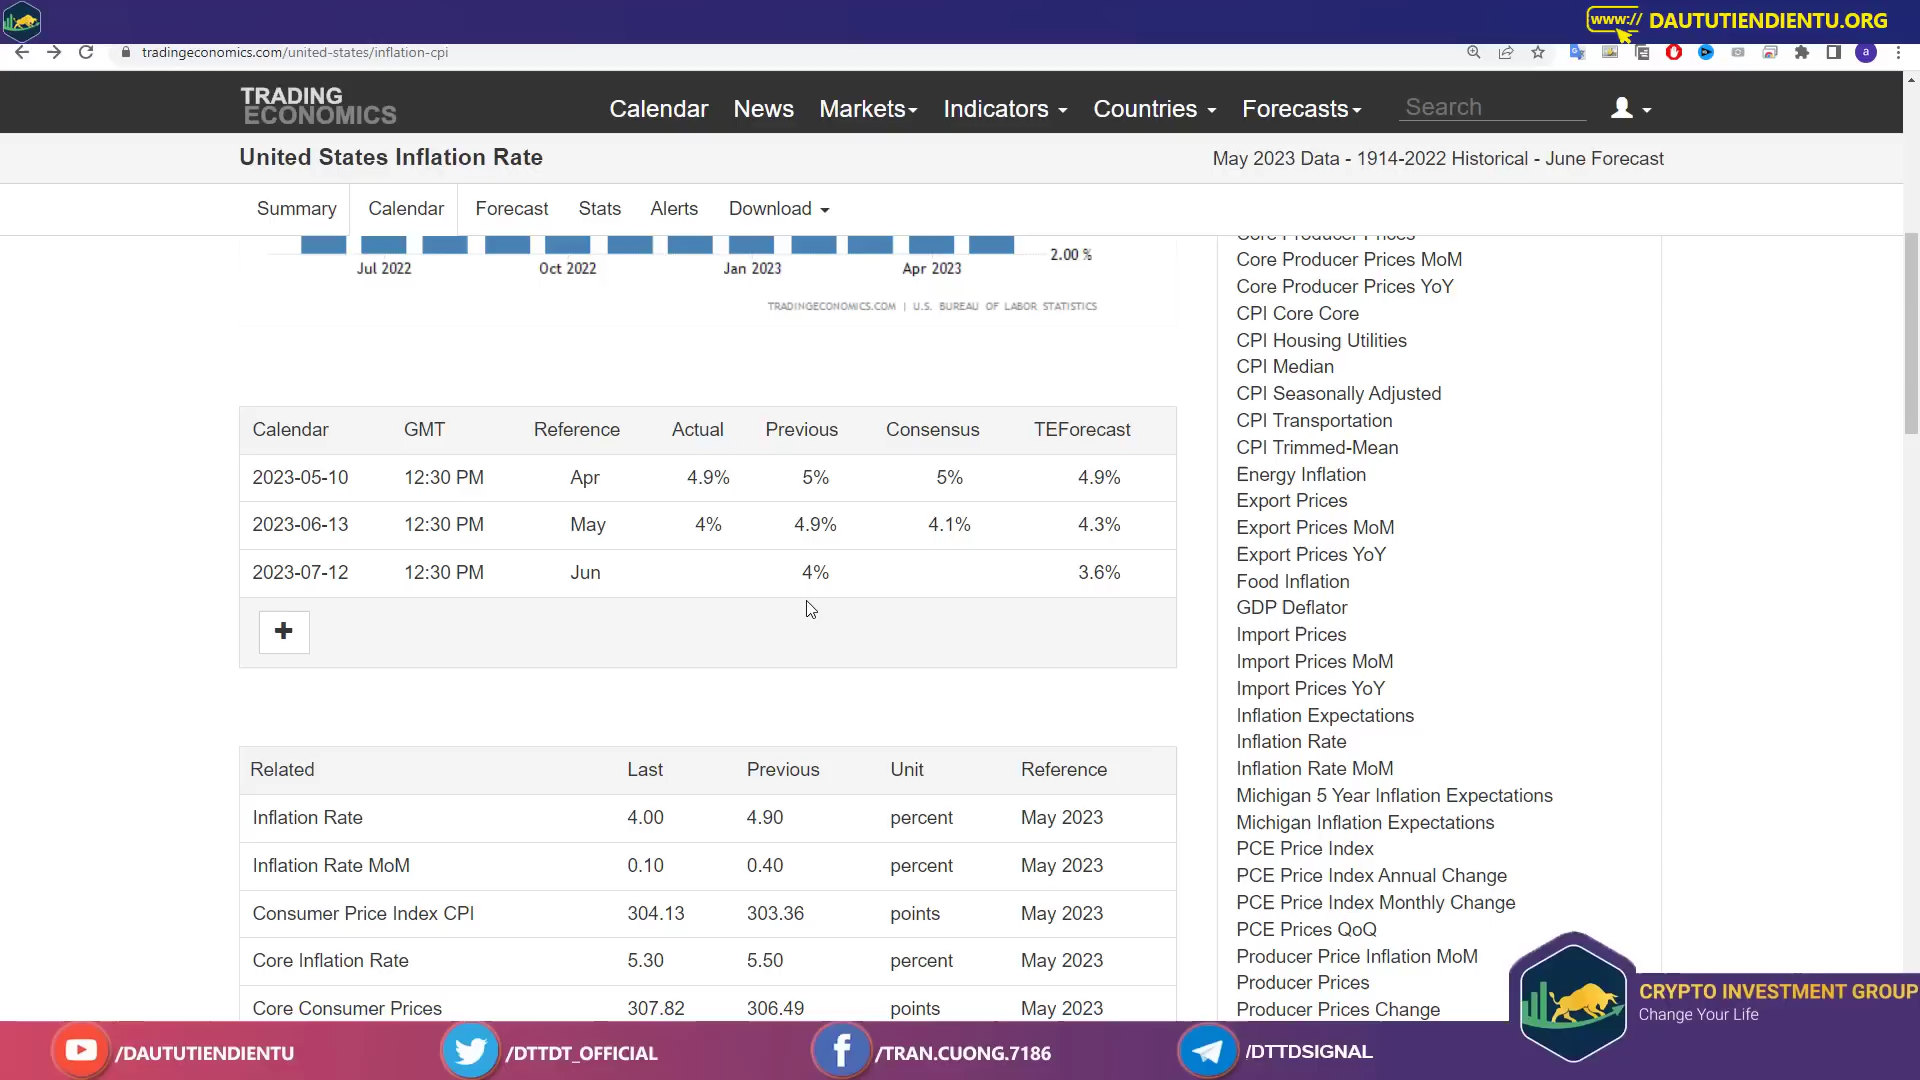 www:// DAUTUTIENDIENTU.ORG
tradingeconomics.com/united-states/inflation-cpi
a
TRADING
ECONOMICS
Calendar News Markets Indicators Countries Forecasts Search
United States Inflation Rate
May 2023 Data - 1914-2022 Historical - June Forecast
Summary Calendar Forecast Stats Alerts Download
2.00 %
Jul 2022 Oct 2022 Jan 2023 Apr 2023
TRADINGECONOMICS.COM | U.S. BUREAU OF LABOR STATISTICS
Calendar GMT Reference Actual Previous Consensus TEForecast
2023-05-10 12:30 PM Apr 4.9% 5% 5% 4.9%
2023-06-13 12:30 PM May 4% 4.9% 4.1% 4.3%
2023-07-12 12:30 PM Jun 4% 3.6%
+
Related Last Previous Unit Reference
Inflation Rate 4.00 4.90 percent May 2023
Inflation Rate MoM 0.10 0.40 percent May 2023
Consumer Price Index CPI 304.13 303.36 points May 2023
Core Inflation Rate 5.30 5.50 percent May 2023
Core Consumer Prices 307.82 306.49 points May 2023
Core Producer Prices
Core Producer Prices MoM
Core Producer Prices YoY
CPI Core Core
CPI Housing Utilities
CPI Median
CPI Seasonally Adjusted
CPI Transportation
CPI Trimmed-Mean
Energy Inflation
Export Prices
Export Prices MoM
Export Prices YoY
Food Inflation
GDP Deflator
Import Prices
Import Prices MoM
Import Prices YoY
Inflation Expectations
Inflation Rate
Inflation Rate MoM
Michigan 5 Year Inflation Expectations
Michigan Inflation Expectations
PCE Price Index
PCE Price Index Annual Change
PCE Price Index Monthly Change
PCE Prices QoQ
Producer Price Inflation MoM
Producer Prices
Producer Prices Change
CRYPTO INVESTMENT GROUP
Change Your Life
/DAUTUTIENDIENTU
/DTTDT_OFFICIAL
/TRAN.CUONG.7186
/DTTDSIGNAL